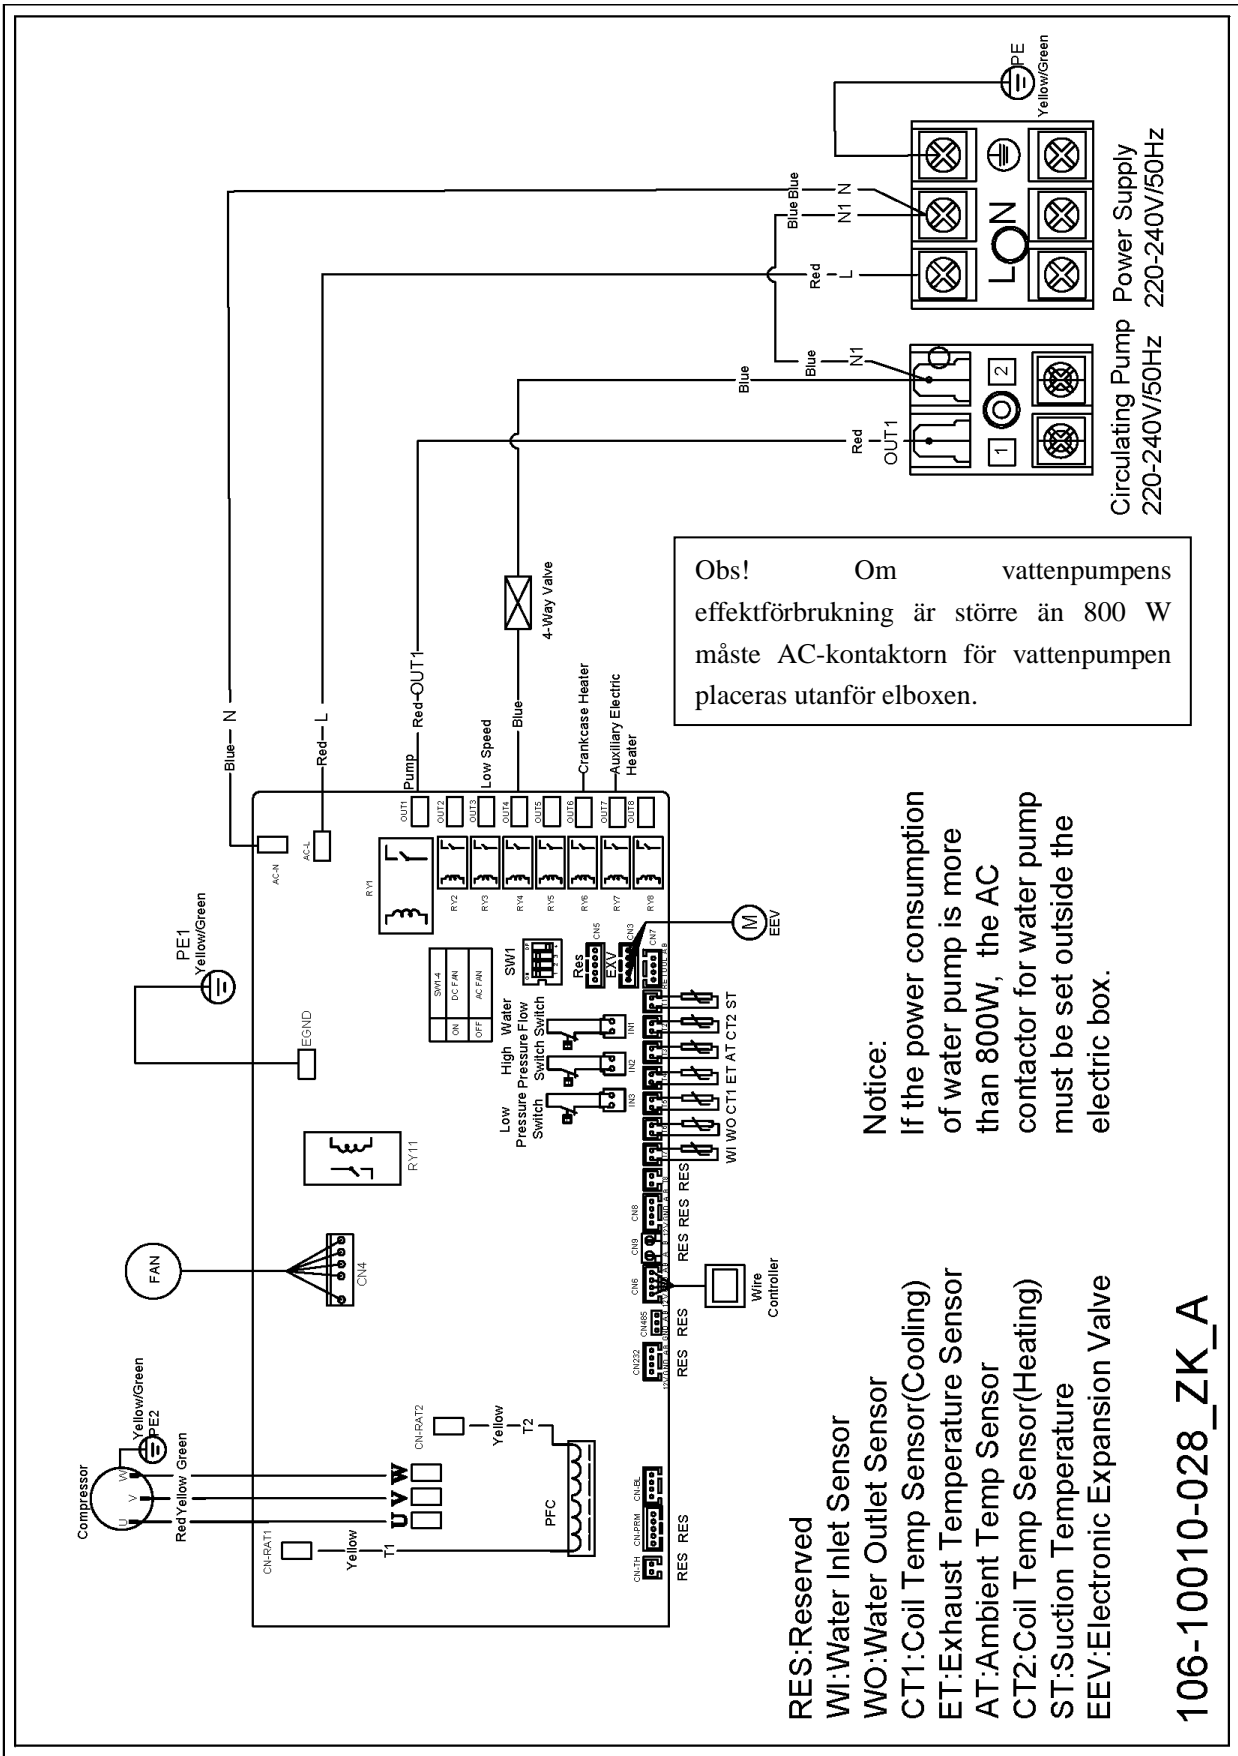 Compressor
U
V
W
Yellow/Green
PE2
Red
Yellow
Green
FAN
PE1
Yellow/Green
Blue
N
Red
L
CN-RAT1
Yellow
T1
U
V
W
CN-RAT2
Yellow
T2
PFC
CN4
RY11
EGND
AC-N
AC-L
RY1
RY2
RY3
RY4
RY5
RY6
RY7
RY8
OUT1
OUT2
OUT3
OUT4
OUT5
OUT6
OUT7
OUT8
Pump
Low Speed
Crankcase Heater
Auxiliary Electric
Heater
Red
OUT1
Blue
4-Way Valve
SW1-4
ON
DC FAN
OFF
AC FAN
SW1
Low
Pressure
Switch
High
Pressure
Switch
Water
Flow
Switch
IN3
IN2
IN1
Res
CN5
EXV
CN3
CN7
M
EEV
CN-TH
CN-PRM
CN-BL
RES
RES
CN232
CN485
CN6
CN9
CN8
RES
RES
RES
RES
RES
Wire
Controller
WI
WO
CT1
ET
AT
CT2
ST
Blue
Blue
N1
N
Red
L
Blue
Blue
N1
Red
OUT1
PE
Yellow/Green
L
N
1
2
Circulating Pump
220-240V/50Hz
Power Supply
220-240V/50Hz
Obs! Om vattenpumpens
effektförbrukning är större än 800 W
måste AC-kontaktorn för vattenpumpen
placeras utanför elboxen.
Notice:
If the power consumption
of water pump is more
than 800W, the AC
contactor for water pump
must be set outside the
electric box.
RES:Reserved
WI:Water Inlet Sensor
WO:Water Outlet Sensor
CT1:Coil Temp Sensor(Cooling)
ET:Exhaust Temperature Sensor
AT:Ambient Temp Sensor
CT2:Coil Temp Sensor(Heating)
ST:Suction Temperature
EEV:Electronic Expansion Valve
106-10010-028_ZK_A